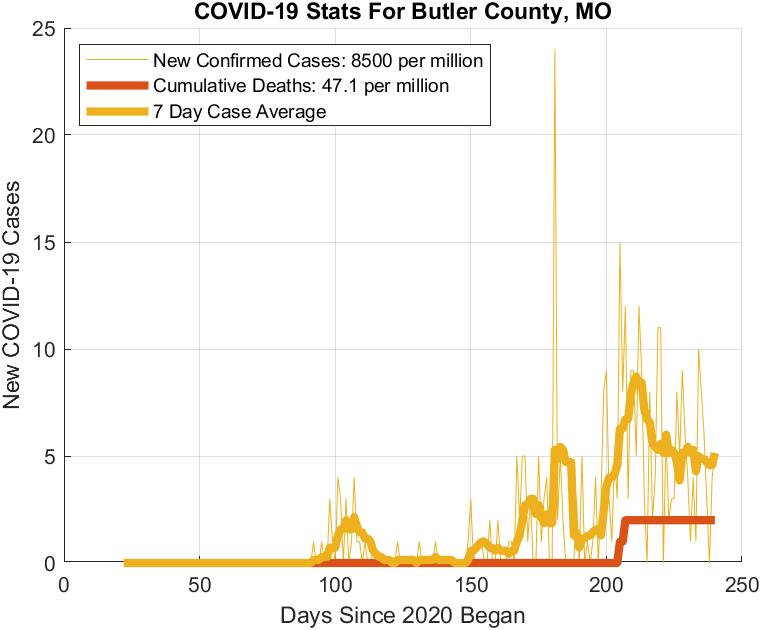 COVID-19 Stats For Butler County, MO
25
New Confirmed Cases: 8500 per million
Cumulative Deaths: 47.1 per million
7 Day Case Average
20
15
10
5
0
New COVID-19 Cases
0 50 100 150 200 250
Days Since 2020 Began